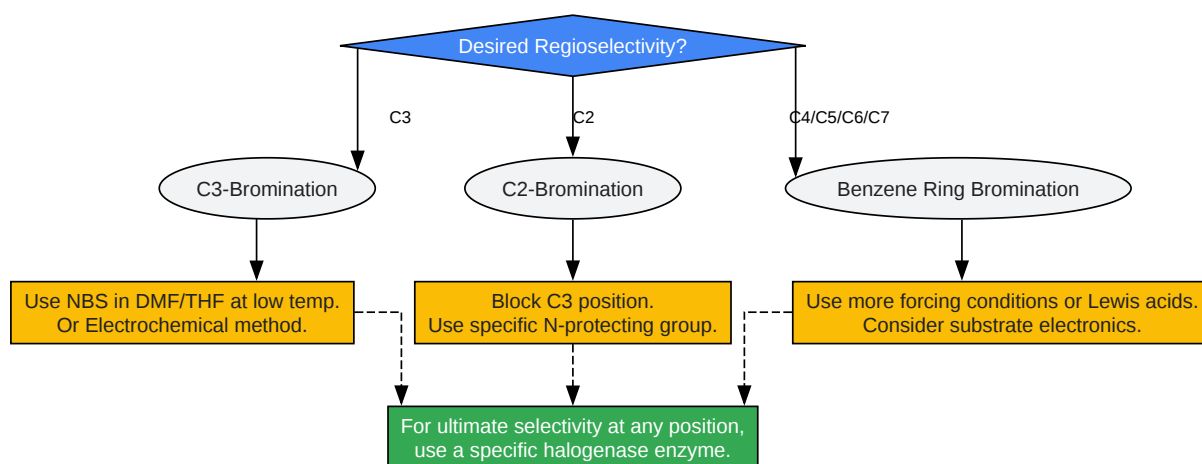 Desired Regioselectivity?
C3
C2
C4/C5/C6/C7
C3-Bromination
C2-Bromination
Benzene Ring Bromination
Use NBS in DMF/THF at low temp.
Or Electrochemical method.
Block C3 position.
Use specific N-protecting group.
Use more forcing conditions or Lewis acids.
Consider substrate electronics.
For ultimate selectivity at any position,
use a specific halogenase enzyme.